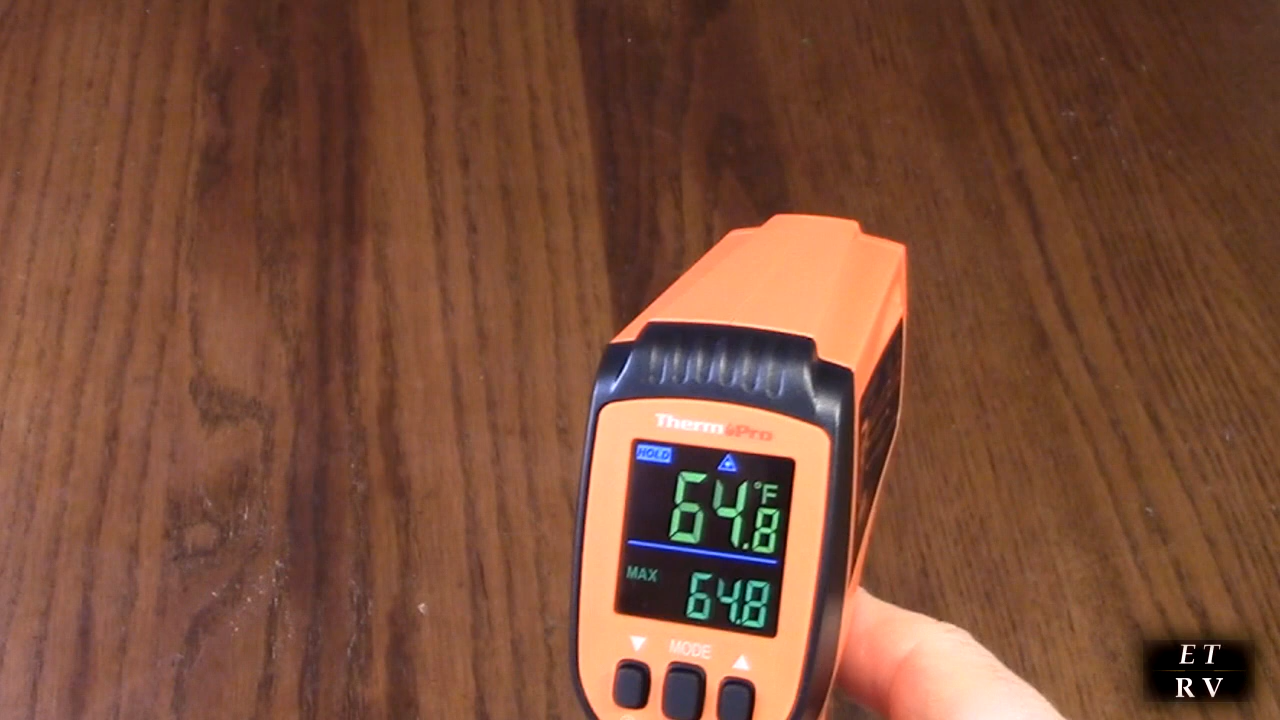 ThermoPro
HOLD
64.8 °F
MAX 64.8
▼ MODE ▲
ET
RV